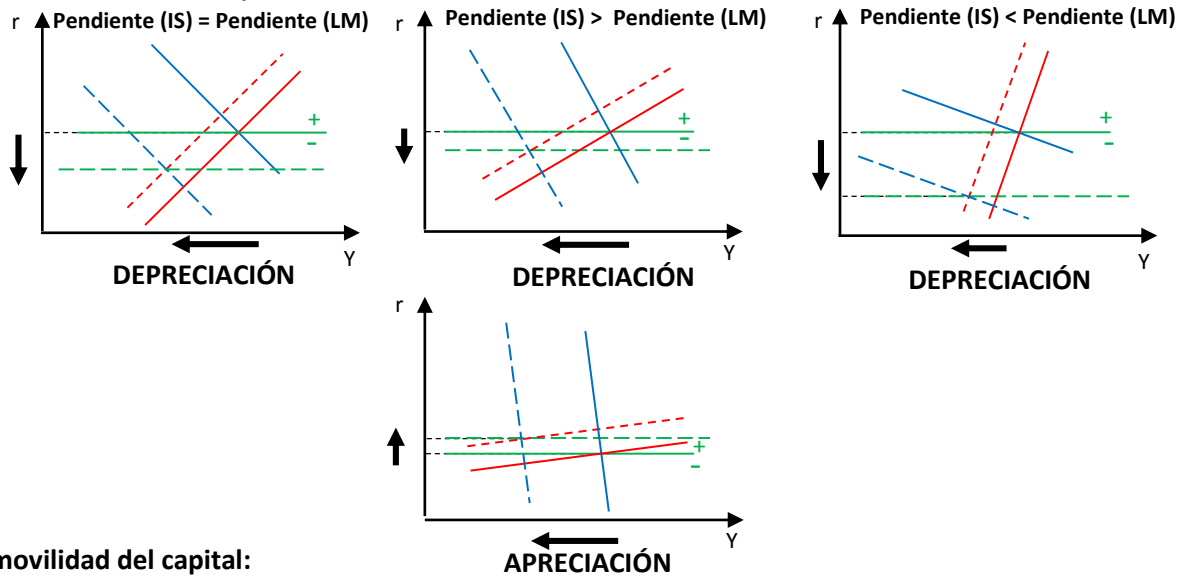 Pendiente (IS) = Pendiente (LM)
r
+
-
Y
DEPRECIACIÓN
Pendiente (IS) > Pendiente (LM)
r
+
-
Y
DEPRECIACIÓN
Pendiente (IS) < Pendiente (LM)
r
+
-
Y
DEPRECIACIÓN
r
+
-
Y
APRECIACIÓN
movilidad del capital: